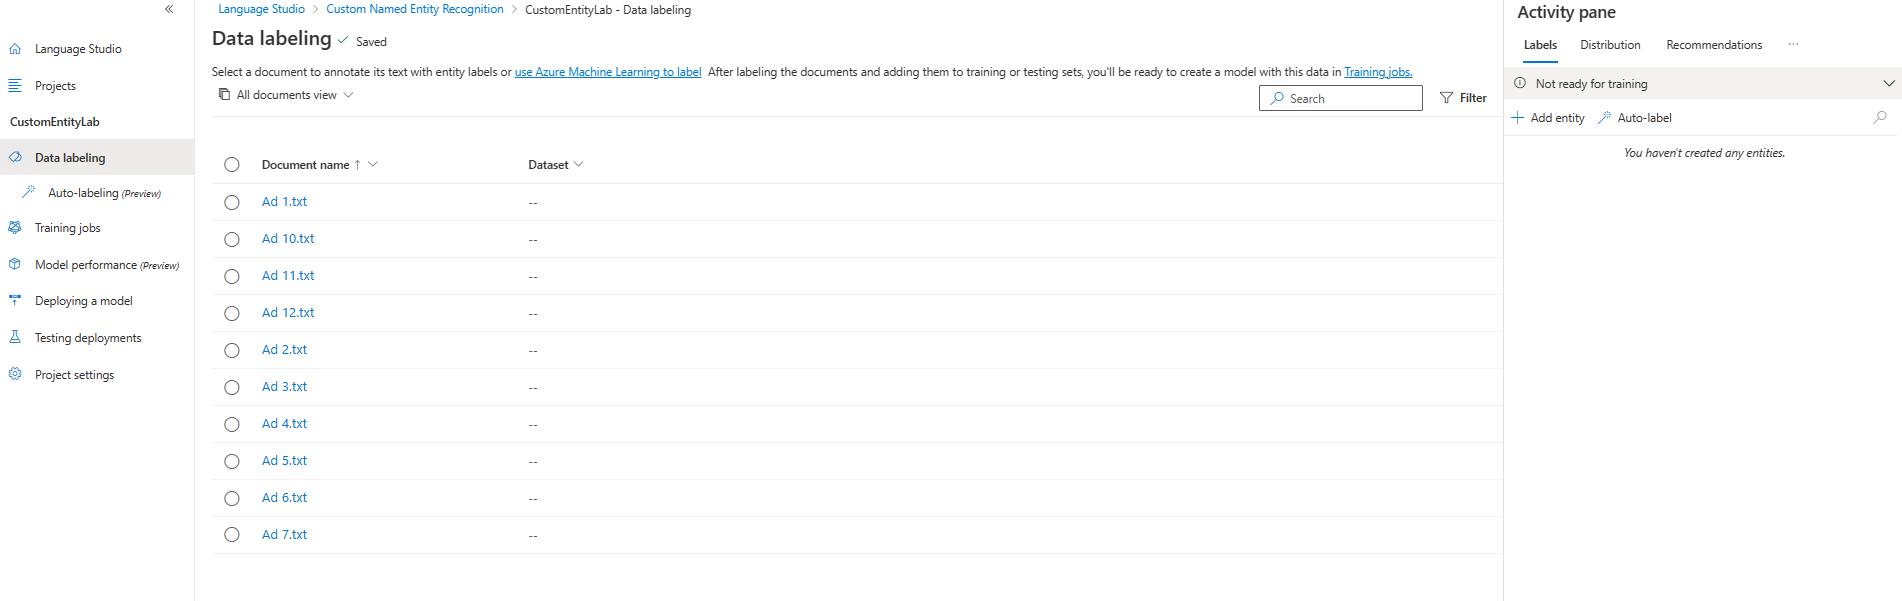 Language Studio > Custom Named Entity Recognition > CustomEntityLab - Data labeling
Data labeling Saved
Select a document to annotate its text with entity labels or use Azure Machine Learning to label After labeling the documents and adding them to training or testing sets, you'll be ready to create a model with this data in Training jobs.
All documents view
Search
Filter
Language Studio
Projects
CustomEntityLab
Data labeling
Auto-labeling (Preview)
Training jobs
Model performance (Preview)
Deploying a model
Testing deployments
Project settings
Document name ↑ Dataset
Ad 1.txt --
Ad 10.txt --
Ad 11.txt --
Ad 12.txt --
Ad 2.txt --
Ad 3.txt --
Ad 4.txt --
Ad 5.txt --
Ad 6.txt --
Ad 7.txt --
Activity pane
Labels Distribution Recommendations ...
Not ready for training
Add entity Auto-label
You haven't created any entities.